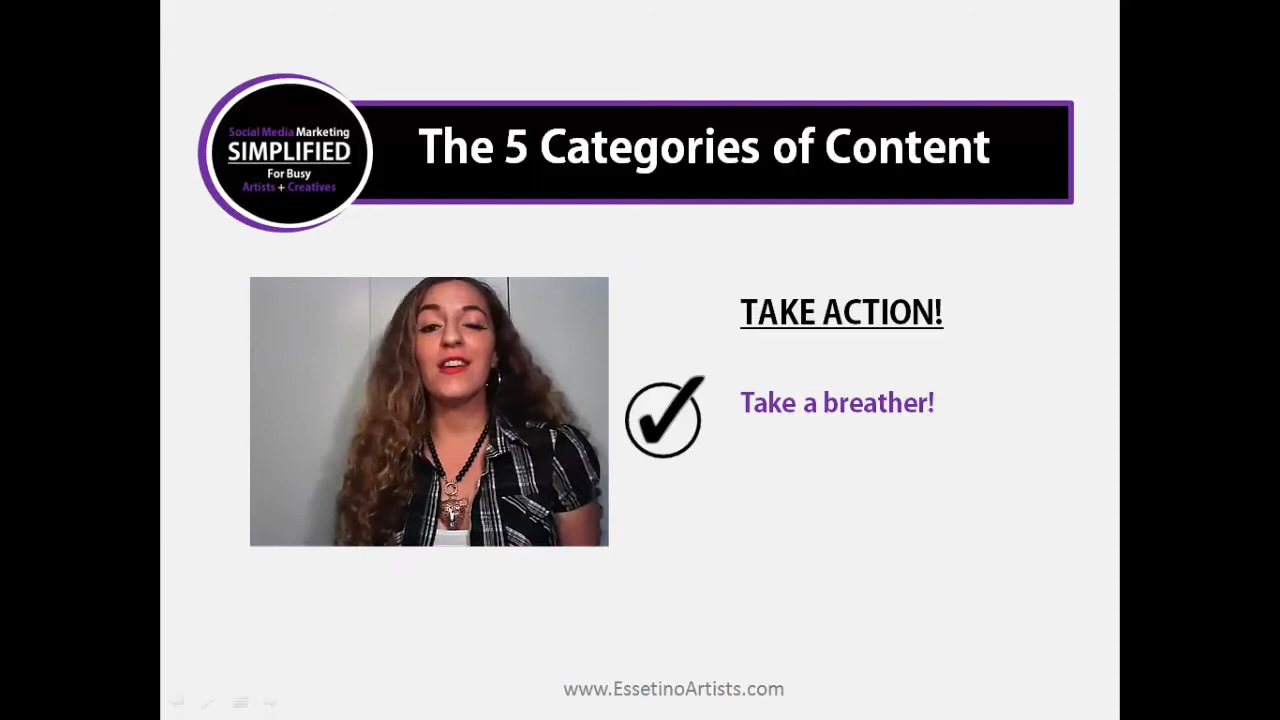 Social Media Marketing
SIMPLIFIED
For Busy
Artists + Creatives
The 5 Categories of Content
TAKE ACTION!
Take a breather!
www.EssetinoArtists.com